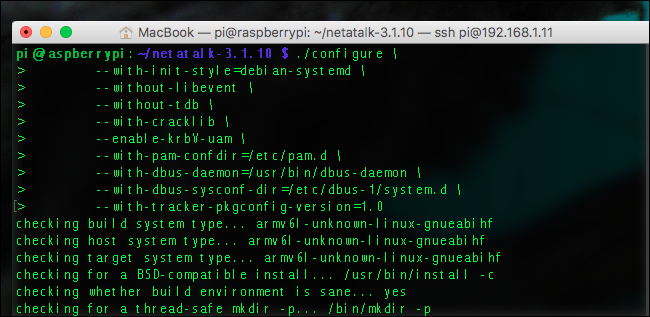 MacBook — pi@raspberrypi: ~/netatalk-3.1.10 — ssh pi@192.168.1.11
pi@aspberrypi:~/netatalk-3.1.10 $ ./configure \
> --with-init-style=debian-systemd \
> --without-libevent \
> --without-tdb \
> --with-cracklib \
> --enable-krbV-uam \
> --with-pam-confdir=/etc/pam.d \
> --with-dbus-daemon=/usr/bin/dbus-daemon \
> --with-dbus-sysconf-dir=/etc/dbus-1/system.d \
> --with-tracker-pkgconfig-version=1.0
checking build system type... armv6l-unknown-linux-gnueabihf
checking host system type... armv6l-unknown-linux-gnueabihf
checking target system type... armv6l-unknown-linux-gnueabihf
checking for a BSD-compatible install... /usr/bin/install -c
checking whether build environment is sane... yes
checking for a thread-safe mkdir -p... /bin/mkdir -p